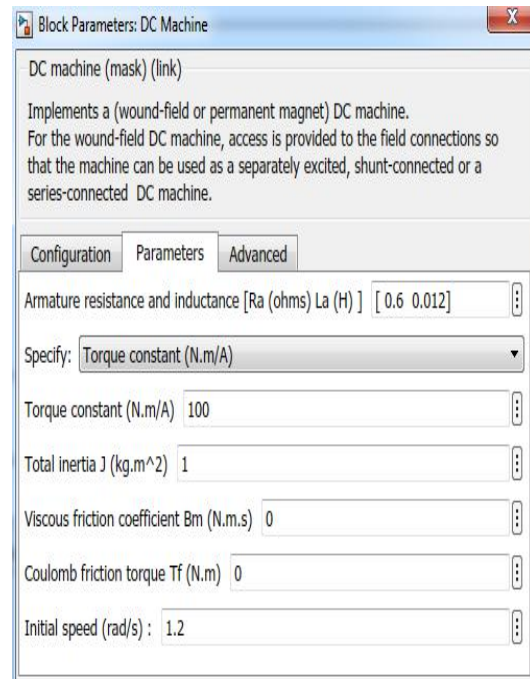 Block Parameters: DC Machine
X
DC machine (mask) (link)
Implements a (wound-field or permanent magnet) DC machine.
For the wound-field DC machine, access is provided to the field connections so
that the machine can be used as a separately excited, shunt-connected or a
series-connected DC machine.
Configuration Parameters Advanced
Armature resistance and inductance [Ra (ohms) La (H) ] [ 0.6 0.012]
Specify: Torque constant (N.m/A)
Torque constant (N.m/A) 100
Total inertia J (kg.m^2) 1
Viscous friction coefficient Bm (N.m.s) 0
Coulomb friction torque Tf (N.m) 0
Initial speed (rad/s) : 1.2